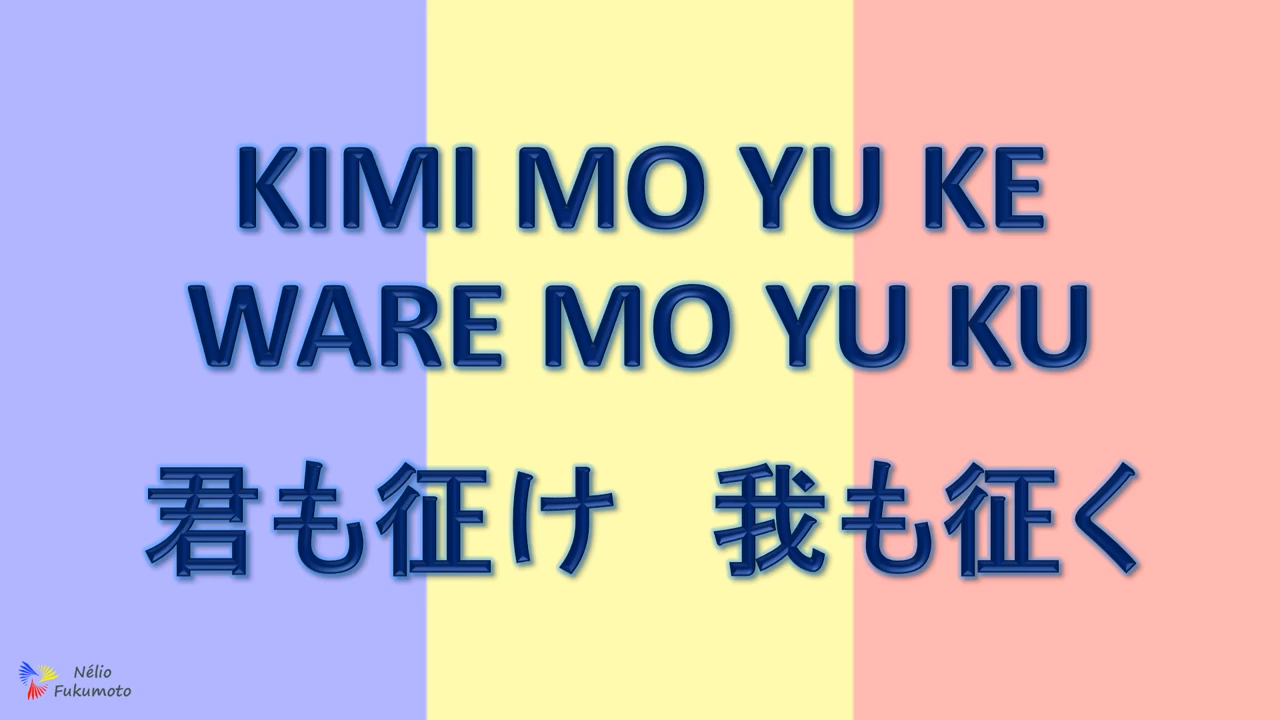 KIMI MO YU KE
WARE MO YU KU
君も征け　我も征く
Nélio
Fukumoto